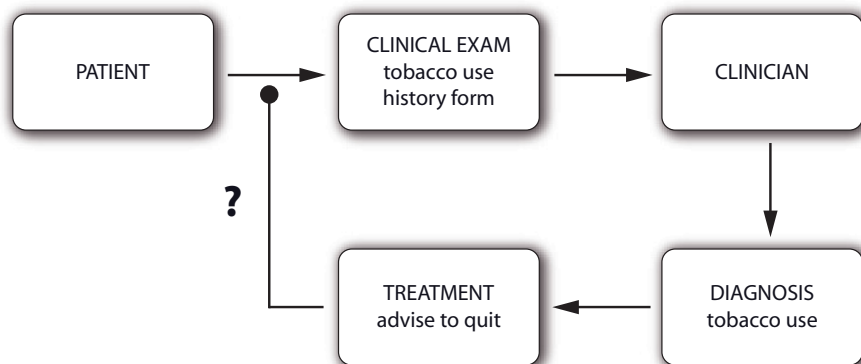 PATIENT
CLINICAL EXAM
tobacco use
history form
CLINICIAN
?
TREATMENT
advise to quit
DIAGNOSIS
tobacco use